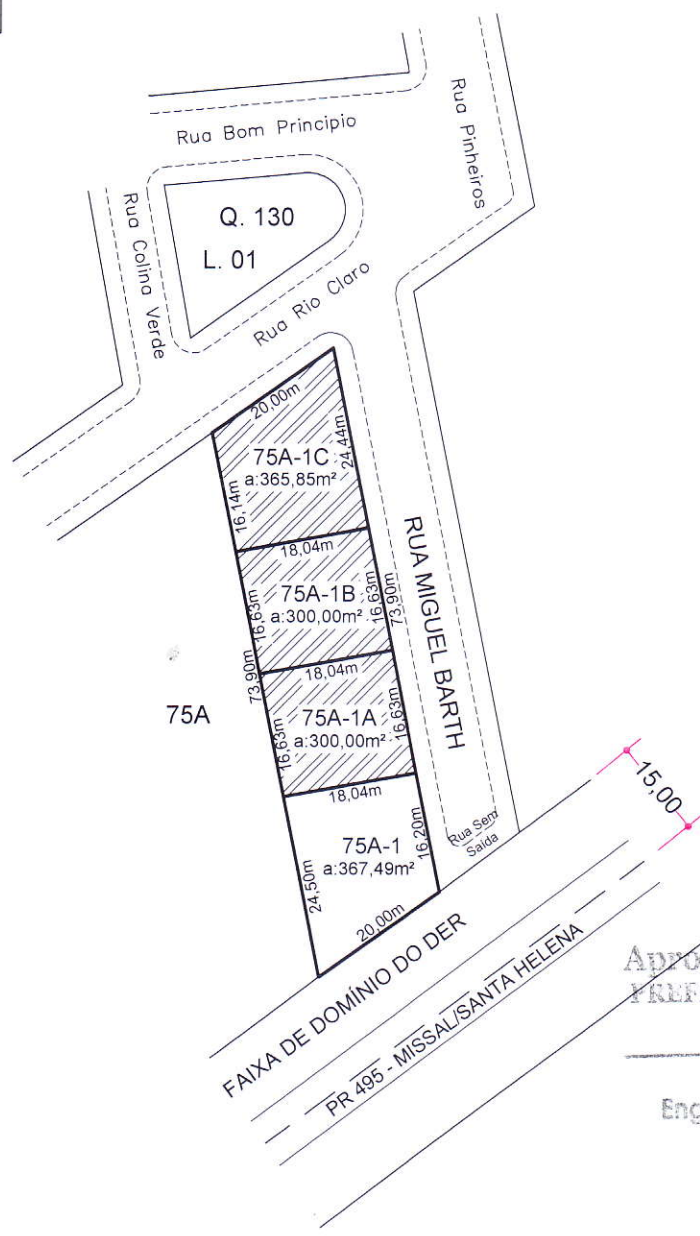 Rua Bom Principio
Rua Pinheiros
Rua Colina Verde
Q. 130
L. 01
Rua Rio Claro
20,00m
75A-1C
a:365,85m²
16,14m
24,44m
18,04m
RUA MIGUEL BARTH
75A-1B
a:300,00m²
16,63m
16,63m
73,90m
73,90m
18,04m
75A
75A-1A
a:300,00m²
16,63m
16,63m
18,04m
15,00
75A-1
a:367,49m²
24,50m
16,20m
Rua Sem
Saída
20,00m
FAIXA DE DOMÍNIO DO DER
PR 495 - MISSAL/SANTA HELENA
Apro
PREF
Eng